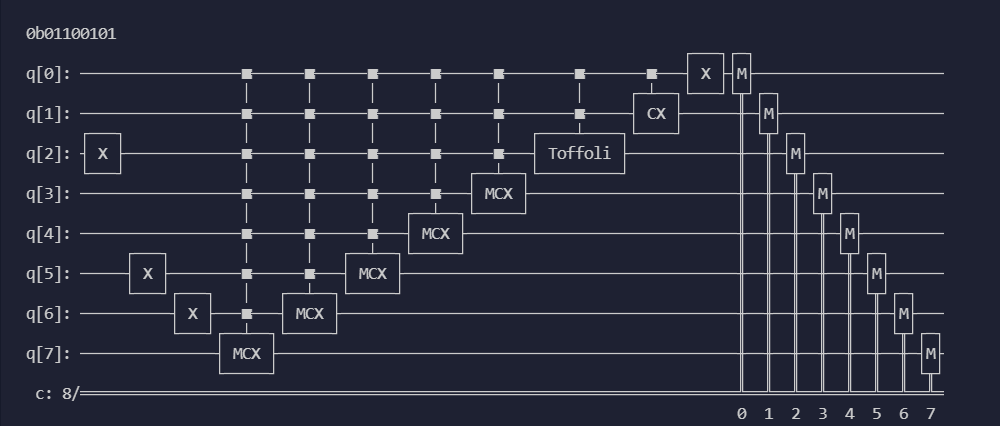 0b01100101
q[0]: X M
q[1]: CX M
q[2]: X Toffoli M
q[3]: MCX M
q[4]: MCX M
q[5]: X MCX M
q[6]: X MCX M
q[7]: MCX M
c: 8/
0 1 2 3 4 5 6 7